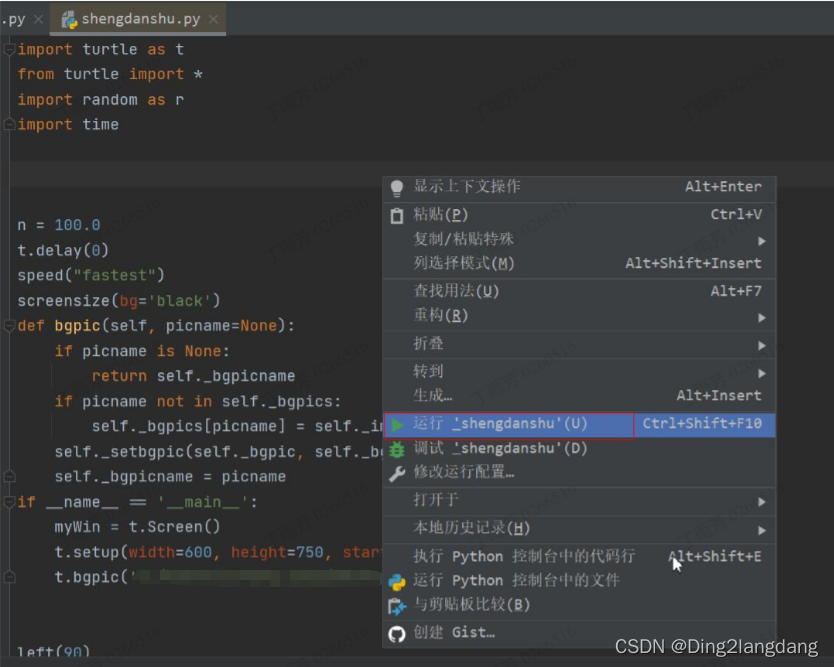 .py
shengdanshu.py
import turtle as t
from turtle import *
import random as r
import time
n = 100.0
t.delay(0)
speed("fastest")
screensize(bg='black')
def bgpic(self, picname=None):
if picname is None:
return self._bgpicname
if picname not in self._bgpics:
self._bgpics[picname] = self._i
self._setbgpic(self._bgpic, self._b
self._bgpicname = picname
if __name__ == '__main__':
myWin = t.Screen()
t.setup(width=600, height=750, star
t.bgpic('
left(90)
显示上下文操作 Alt+Enter
粘贴(P) Ctrl+V
复制/粘贴特殊
列选择模式(M) Alt+Shift+Insert
查找用法(U) Alt+F7
重构(R)
折叠
转到
生成… Alt+Insert
运行 'shengdanshu'(U) Ctrl+Shift+F10
调试 'shengdanshu'(D)
修改运行配置…
打开于
本地历史记录(H)
执行 Python 控制台中的代码行 Alt+Shift+E
运行 Python 控制台中的文件
与剪贴板比较(B)
创建 Gist…
CSDN @Ding2langdang